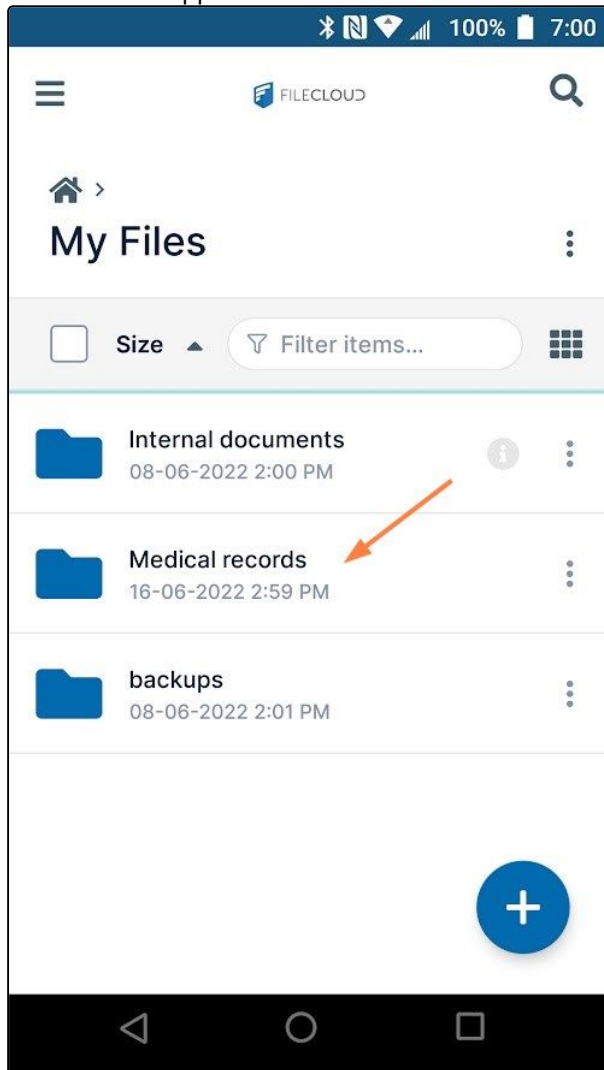 100% 7:00
FILECLOUD
My Files
Size
Filter items...
Internal documents
08-06-2022 2:00 PM
Medical records
16-06-2022 2:59 PM
backups
08-06-2022 2:01 PM